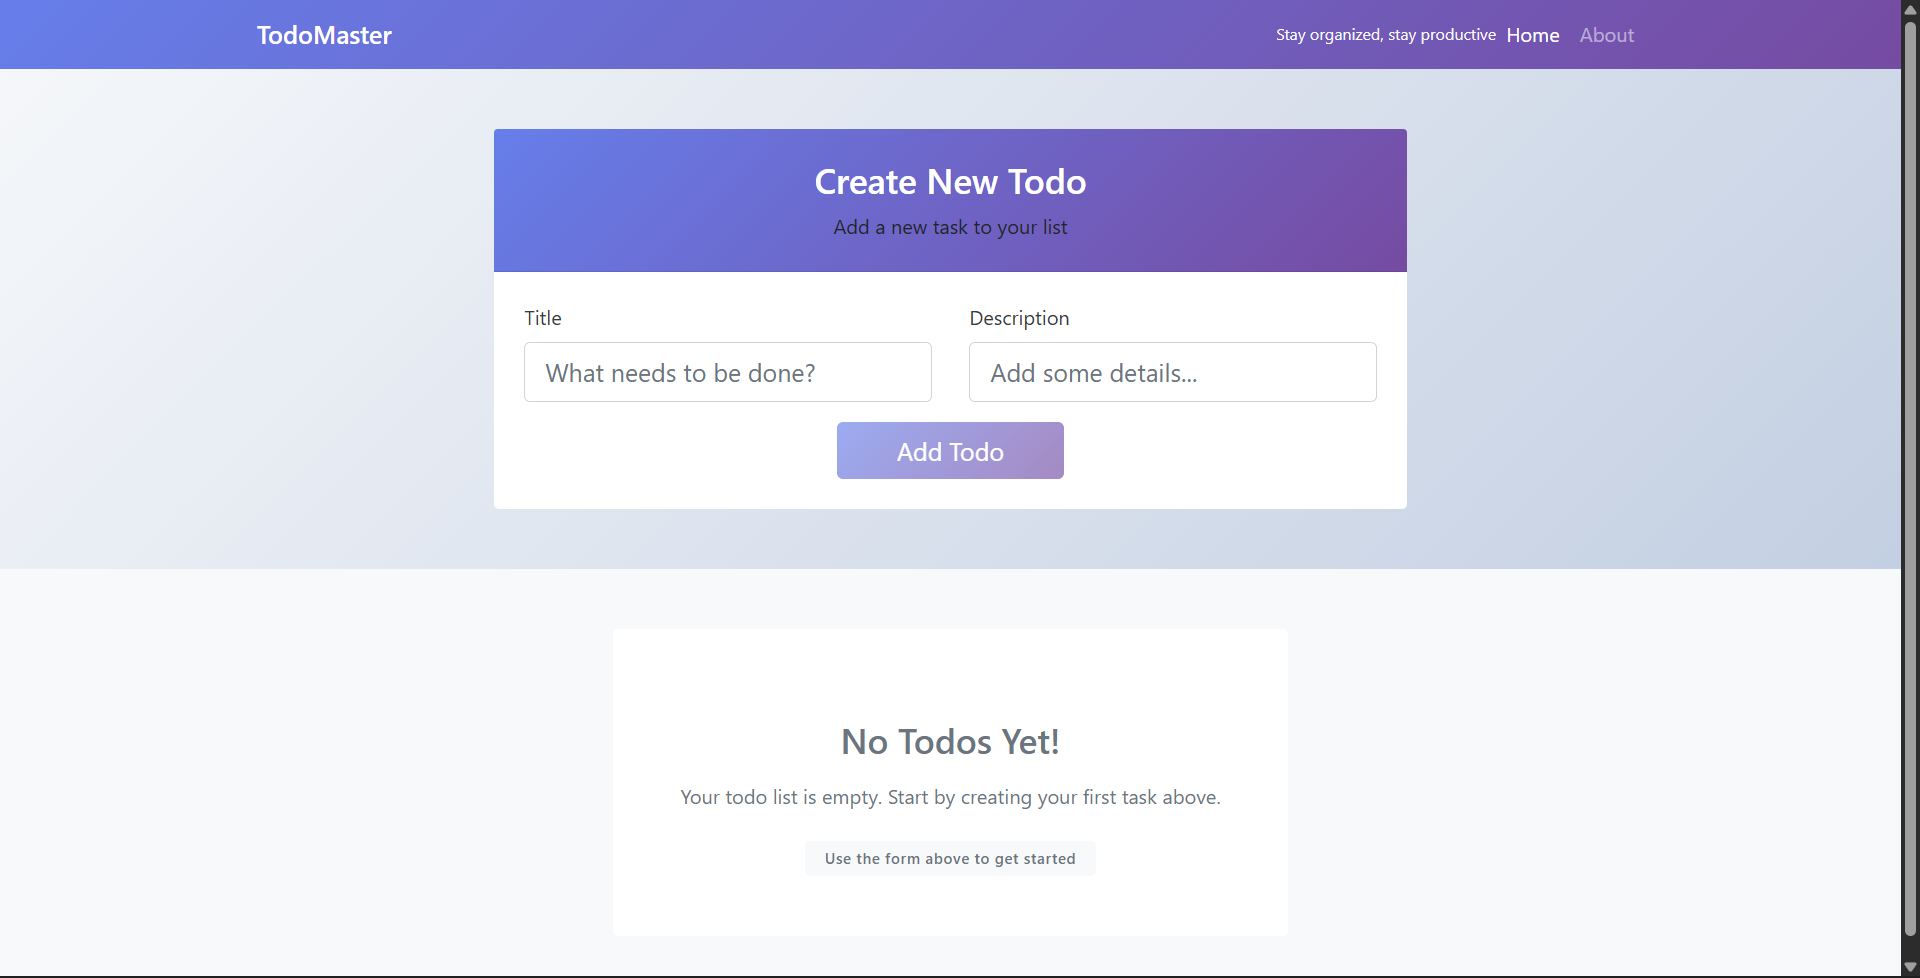 TodoMaster
Stay organized, stay productive Home About
Create New Todo
Add a new task to your list
Title
Description
What needs to be done?
Add some details...
Add Todo
No Todos Yet!
Your todo list is empty. Start by creating your first task above.
Use the form above to get started